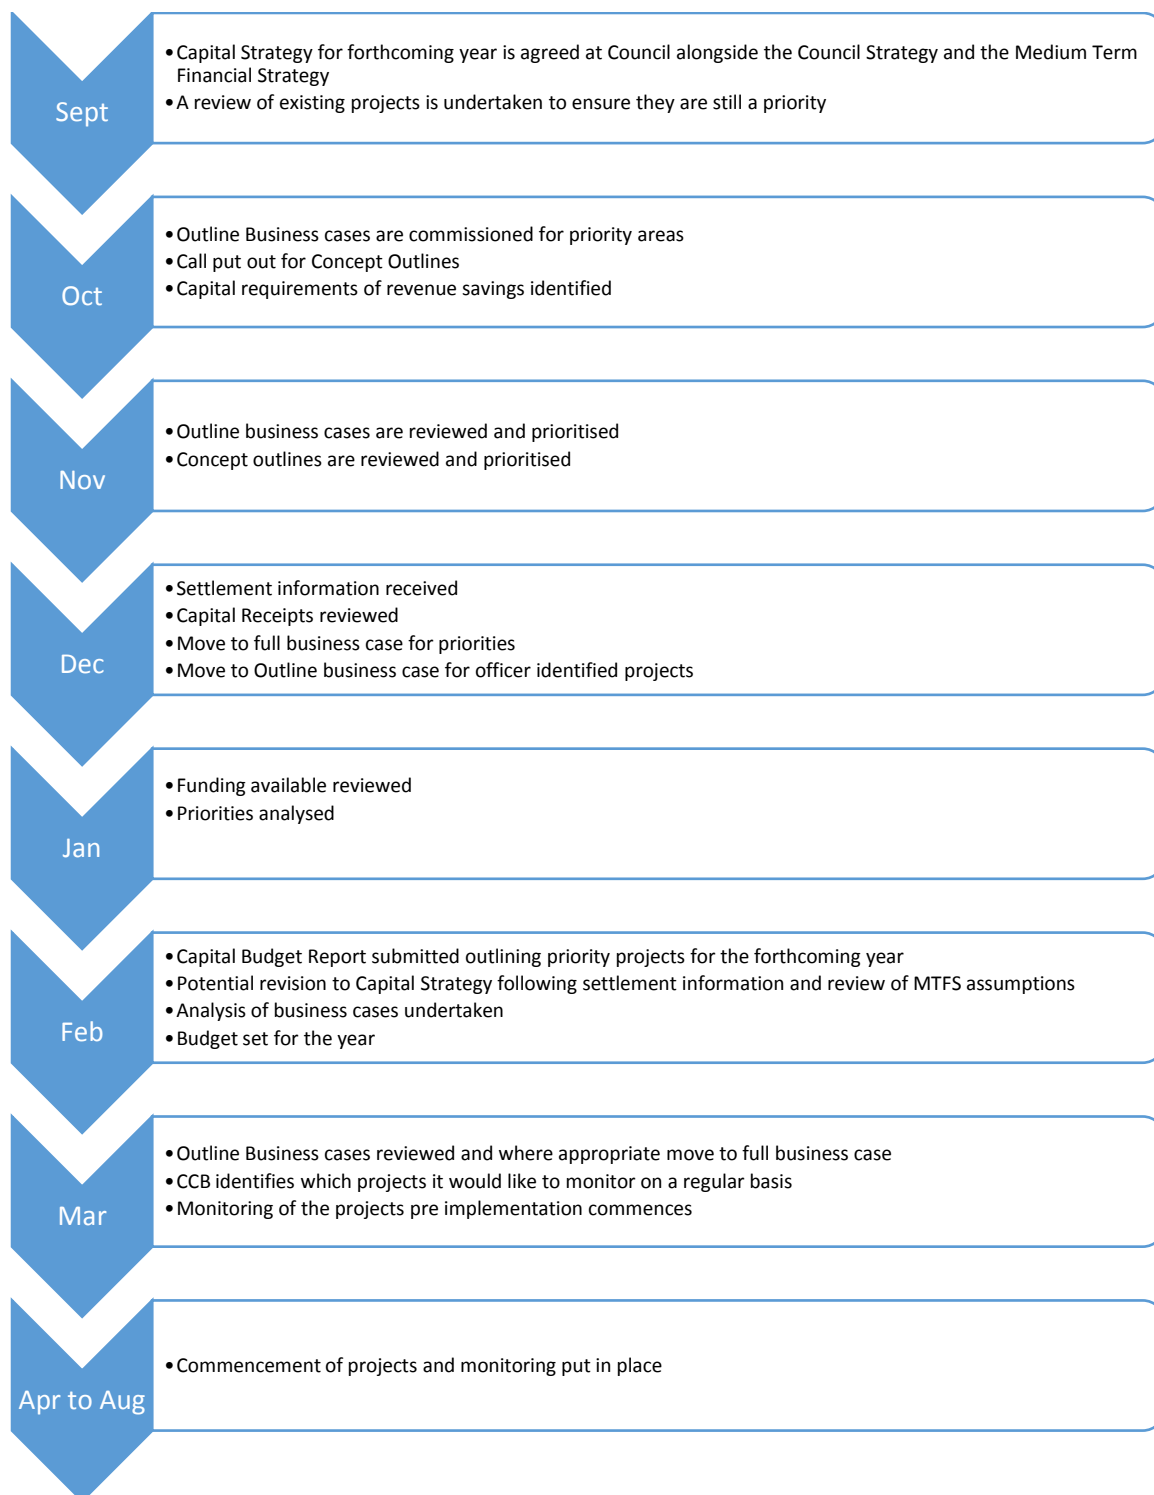 Sept
•Capital Strategy for forthcoming year is agreed at Council alongside the Council Strategy and the Medium Term
Financial Strategy
•A review of existing projects is undertaken to ensure they are still a priority
Oct
•Outline Business cases are commissioned for priority areas
•Call put out for Concept Outlines
•Capital requirements of revenue savings identified
Nov
•Outline business cases are reviewed and prioritised
•Concept outlines are reviewed and prioritised
Dec
•Settlement information received
•Capital Receipts reviewed
•Move to full business case for priorities
•Move to Outline business case for officer identified projects
Jan
•Funding available reviewed
•Priorities analysed
Feb
•Capital Budget Report submitted outlining priority projects for the forthcoming year
•Potential revision to Capital Strategy following settlement information and review of MTFS assumptions
•Analysis of business cases undertaken
•Budget set for the year
Mar
•Outline Business cases reviewed and where appropriate move to full business case
•CCB identifies which projects it would like to monitor on a regular basis
•Monitoring of the projects pre implementation commences
Apr to Aug
•Commencement of projects and monitoring put in place